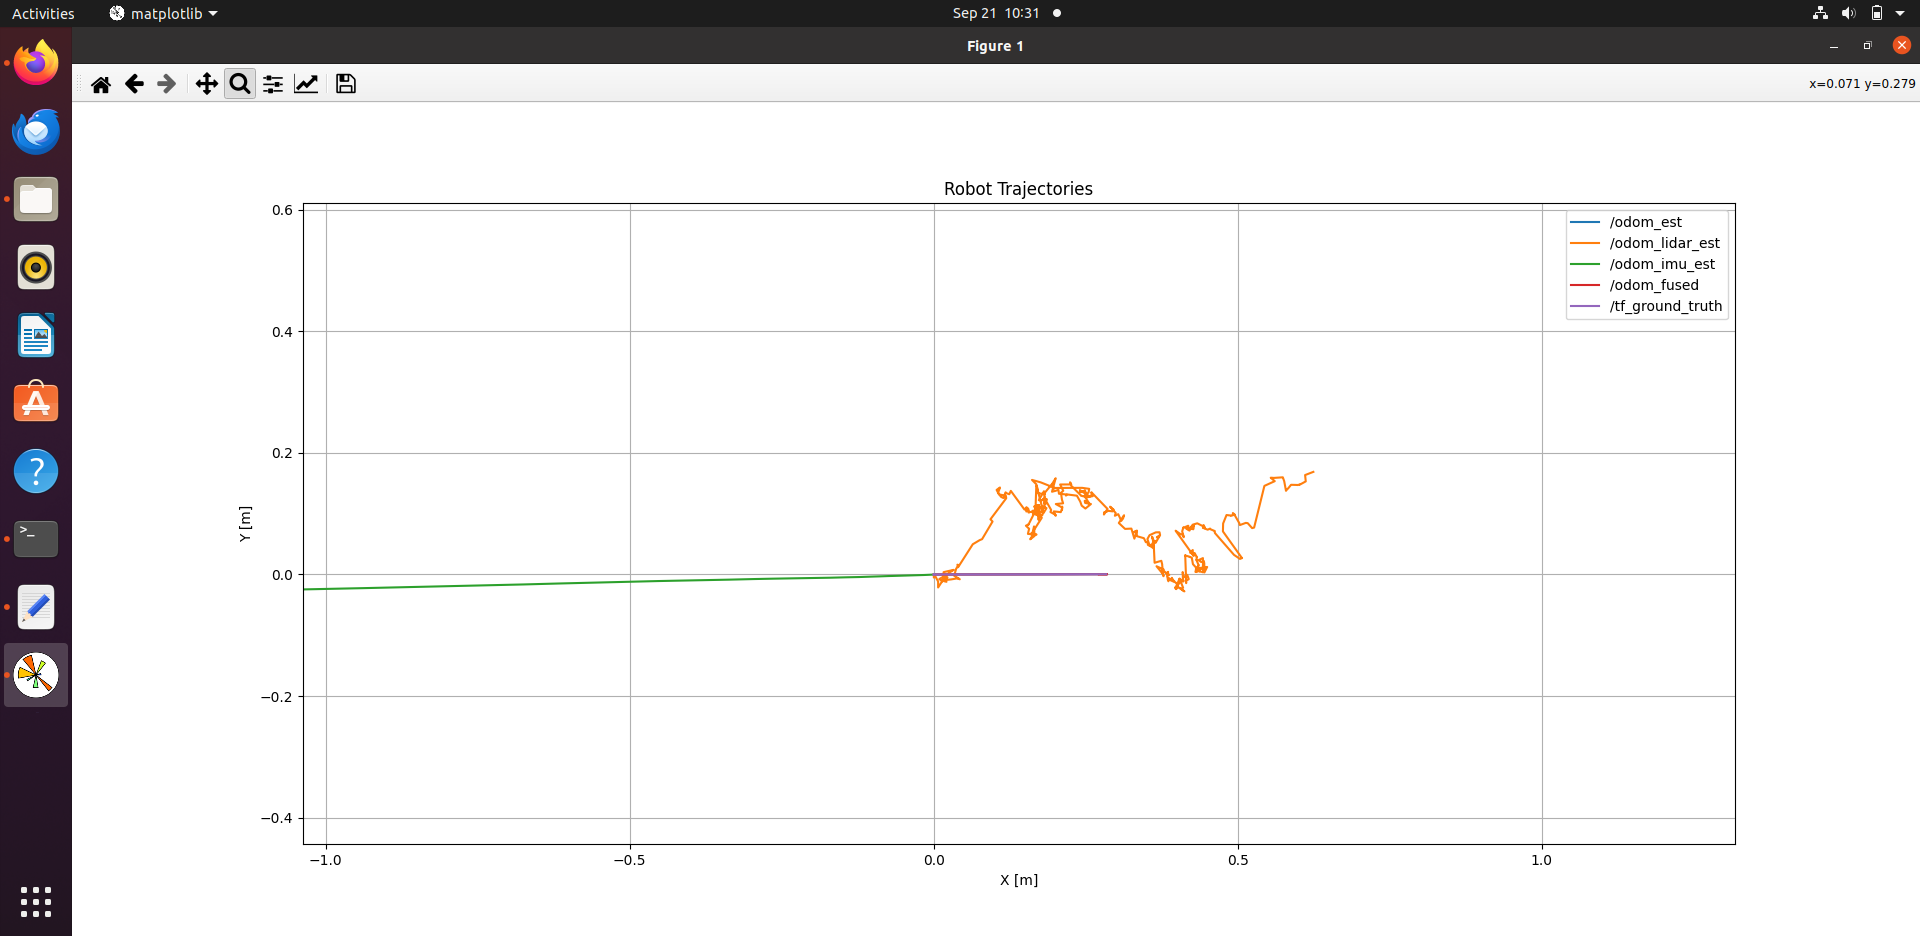 Activities
matplotlib
Sep 21 10:31
Figure 1
x=0.071 y=0.279
Robot Trajectories
/odom_est
/odom_lidar_est
/odom_imu_est
/odom_fused
/tf_ground_truth
0.6
0.4
0.2
0.0
−0.2
−0.4
Y [m]
−1.0
−0.5
0.0
0.5
1.0
X [m]